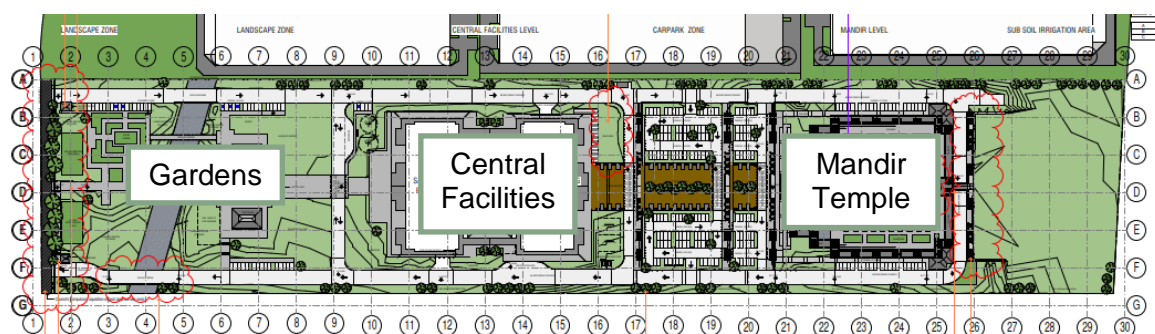 LANDSCAPE ZONE LANDSCAPE ZONE CENTRAL FACILITIES LEVEL CARPARK ZONE MANDIR LEVEL SUB SOIL IRRIGATION AREA
1 2 3 4 5 6 7 8 9 10 11 12 13 14 15 16 17 18 19 20 21 22 23 24 25 26 27 28 29 30
A A
B B
C C
Gardens
Central
Facilities
Mandir
Temple
D D
E E
F F
G G
1 2 3 4 5 6 7 8 9 10 11 12 13 14 15 16 17 18 19 20 21 22 23 24 25 26 27 28 29 30